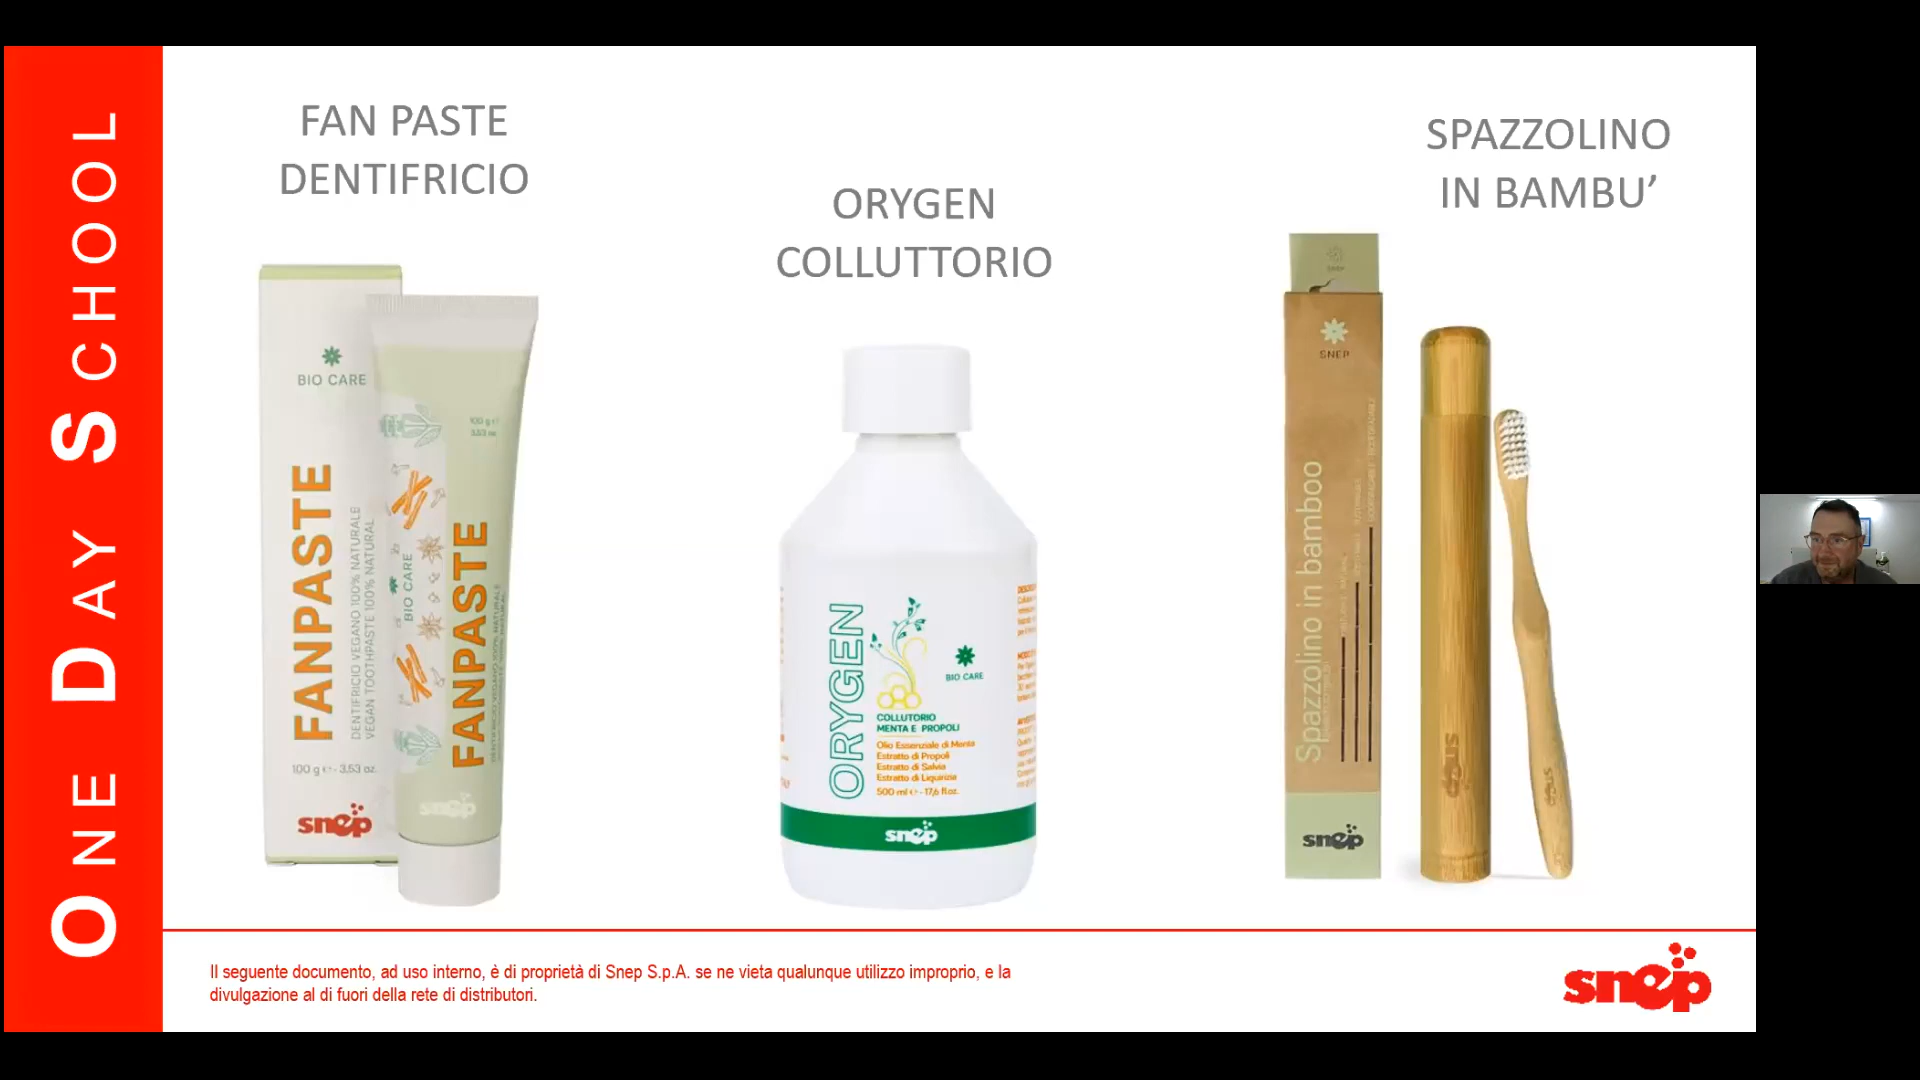 ONE DAY SCHOOL
FAN PASTE
DENTIFRICIO
ORYGEN
COLLUTTORIO
SPAZZOLINO
IN BAMBU’
BIO CARE
FANPASTE
DENTIFRICIO VEGANO 100% NATURALE
VEGAN TOOTHPASTE 100% NATURAL
100 g e - 3,53 oz.
snep
BIO CARE
FANPASTE
snep
ORYGEN
BIO CARE
COLLUTORIO
MENTA E PROPOLI
Olio Essenziale di Menta
Estratto di Propoli
Estratto di Salvia
Estratto di Liquirizia
500 ml e - 17,6 fl.oz.
snep
SNEP
Spazzolino in bamboo
snep
snep
snep
Il seguente documento, ad uso interno, è di proprietà di Snep S.p.A. se ne vieta qualunque utilizzo improprio, e la
divulgazione al di fuori della rete di distributori.
snep